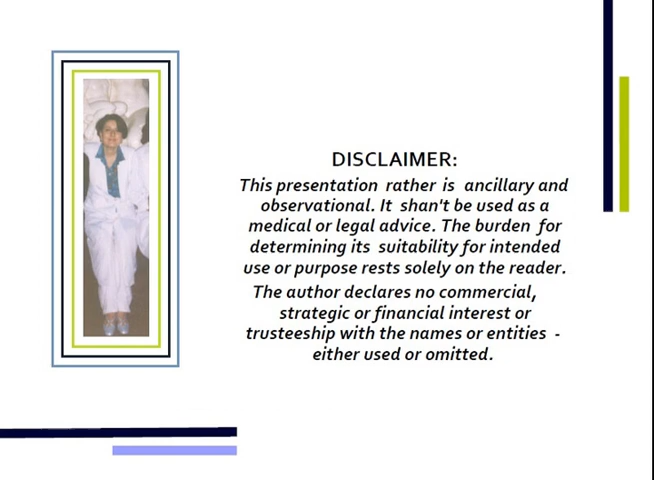 DISCLAIMER:
This presentation rather is ancillary and
observational. It shan't be used as a
medical or legal advice. The burden for
determining its suitability for intended
use or purpose rests solely on the reader.
The author declares no commercial,
strategic or financial interest or
trusteeship with the names or entities -
either used or omitted.